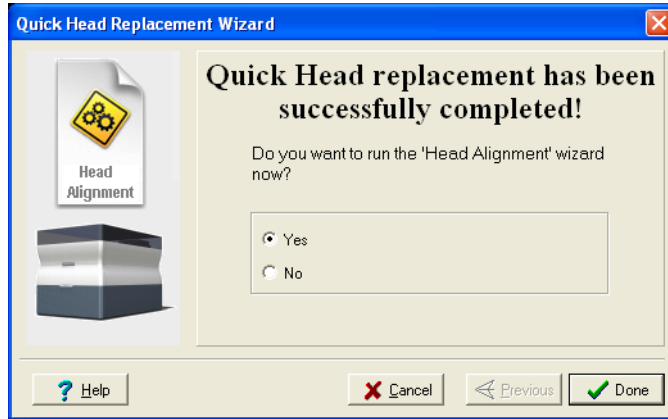 Quick Head Replacement Wizard
Quick Head replacement has been
successfully completed!
Do you want to run the 'Head Alignment' wizard
now?
Head
Alignment
Yes
No
Help
Cancel
Previous
Done